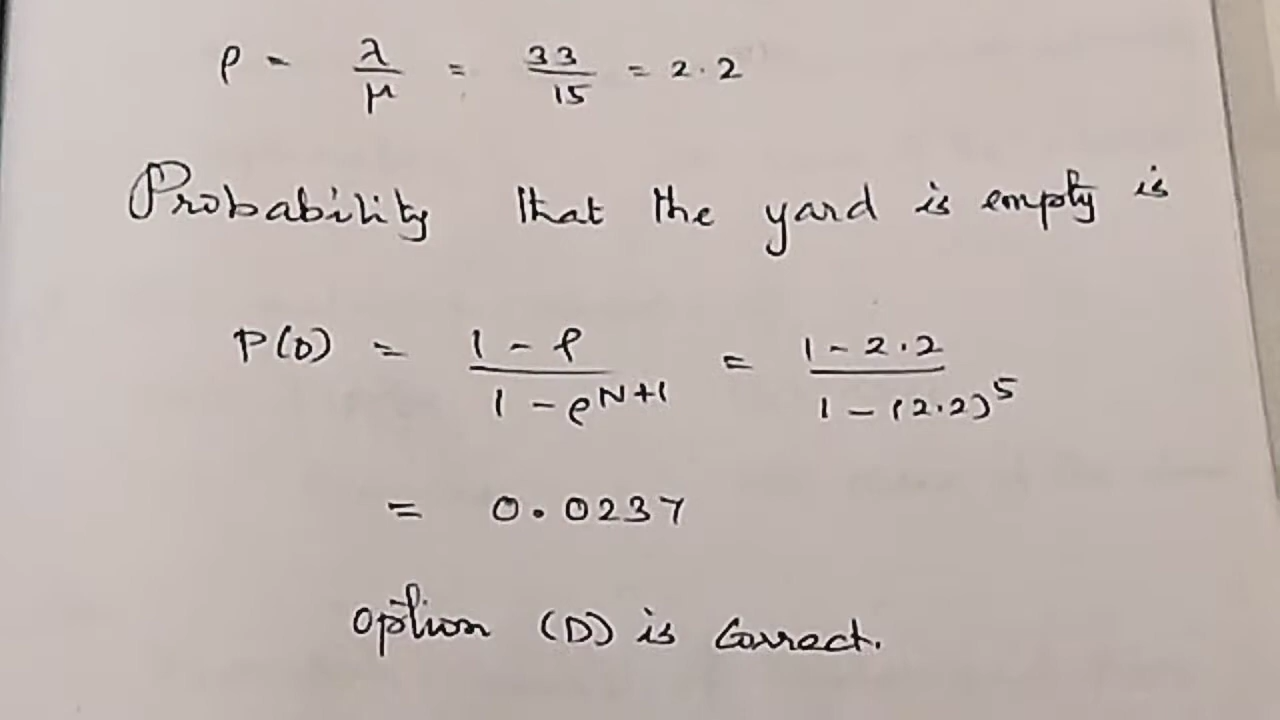 ρ = λ/μ = 33/15 = 2.2
Probability that the yard is empty is
P(0) = (1 - ρ)/(1 - ρ^N+1) = (1 - 2.2)/(1 - (2.2)^5)
= 0.0237
option (D) is correct.